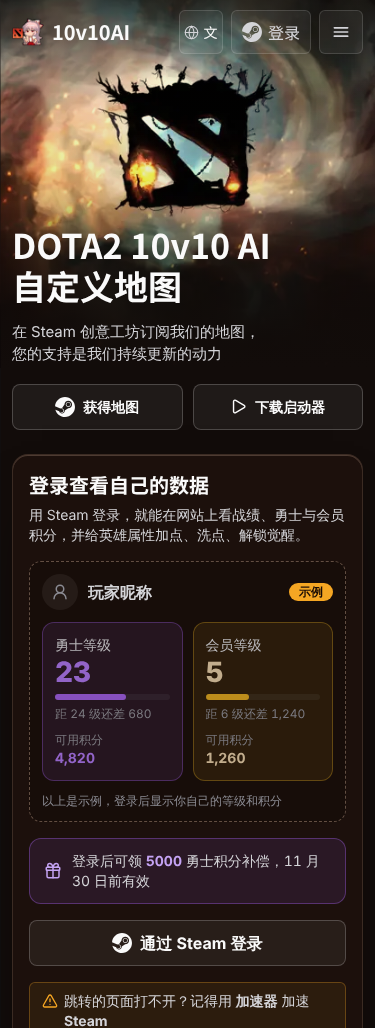 10v10AI
文
登录
DOTA2 10v10 AI
自定义地图
在 Steam 创意工坊订阅我们的地图，
您的支持是我们持续更新的动力
获得地图
下载启动器
登录查看自己的数据
用 Steam 登录，就能在网站上看战绩、勇士与会员
积分，并给英雄属性加点、洗点、解锁觉醒。
玩家昵称
示例
勇士等级
23
距 24 级还差 680
可用积分
4,820
会员等级
5
距 6 级还差 1,240
可用积分
1,260
以上是示例，登录后显示你自己的等级和积分
登录后可领 5000 勇士积分补偿，11 月
30 日前有效
通过 Steam 登录
跳转的页面打不开？记得用 加速器 加速
Steam